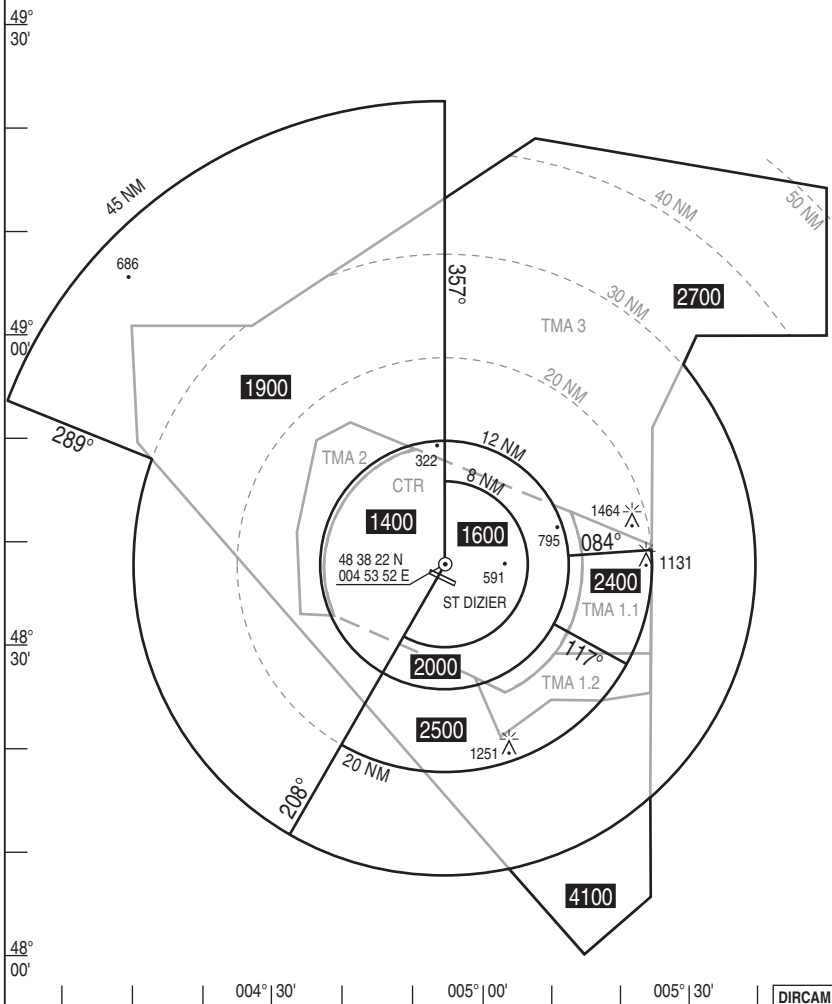 49°
30'
45 NM
686
357°
40 NM
50 NM
2700
30 NM
TMA 3
49°
00'
1900
20 NM
289°
TMA 2
322
12 NM
CTR
8 NM
1400
1600
795
1464
084°
1131
48 38 22 N
004 53 52 E
591
2400
ST DIZIER
TMA 1.1
48°
30'
117°
2000
TMA 1.2
2500
1251
20 NM
208°
4100
48°
00'
004° 30'
005° 00'
005° 30'
DIRCAM